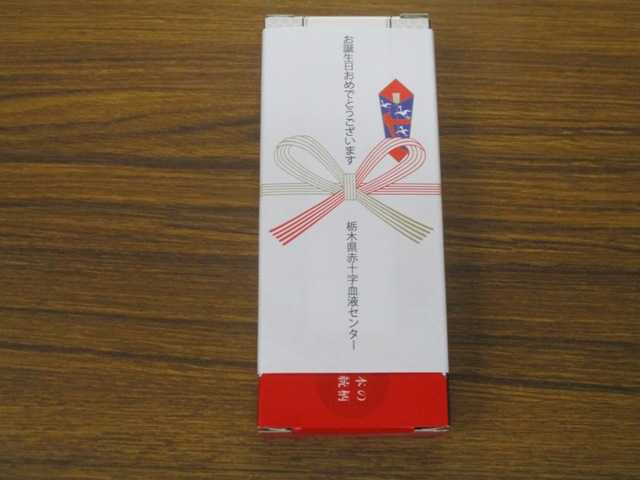 お誕生日おめでとうございます
栃木県赤十字血液センター